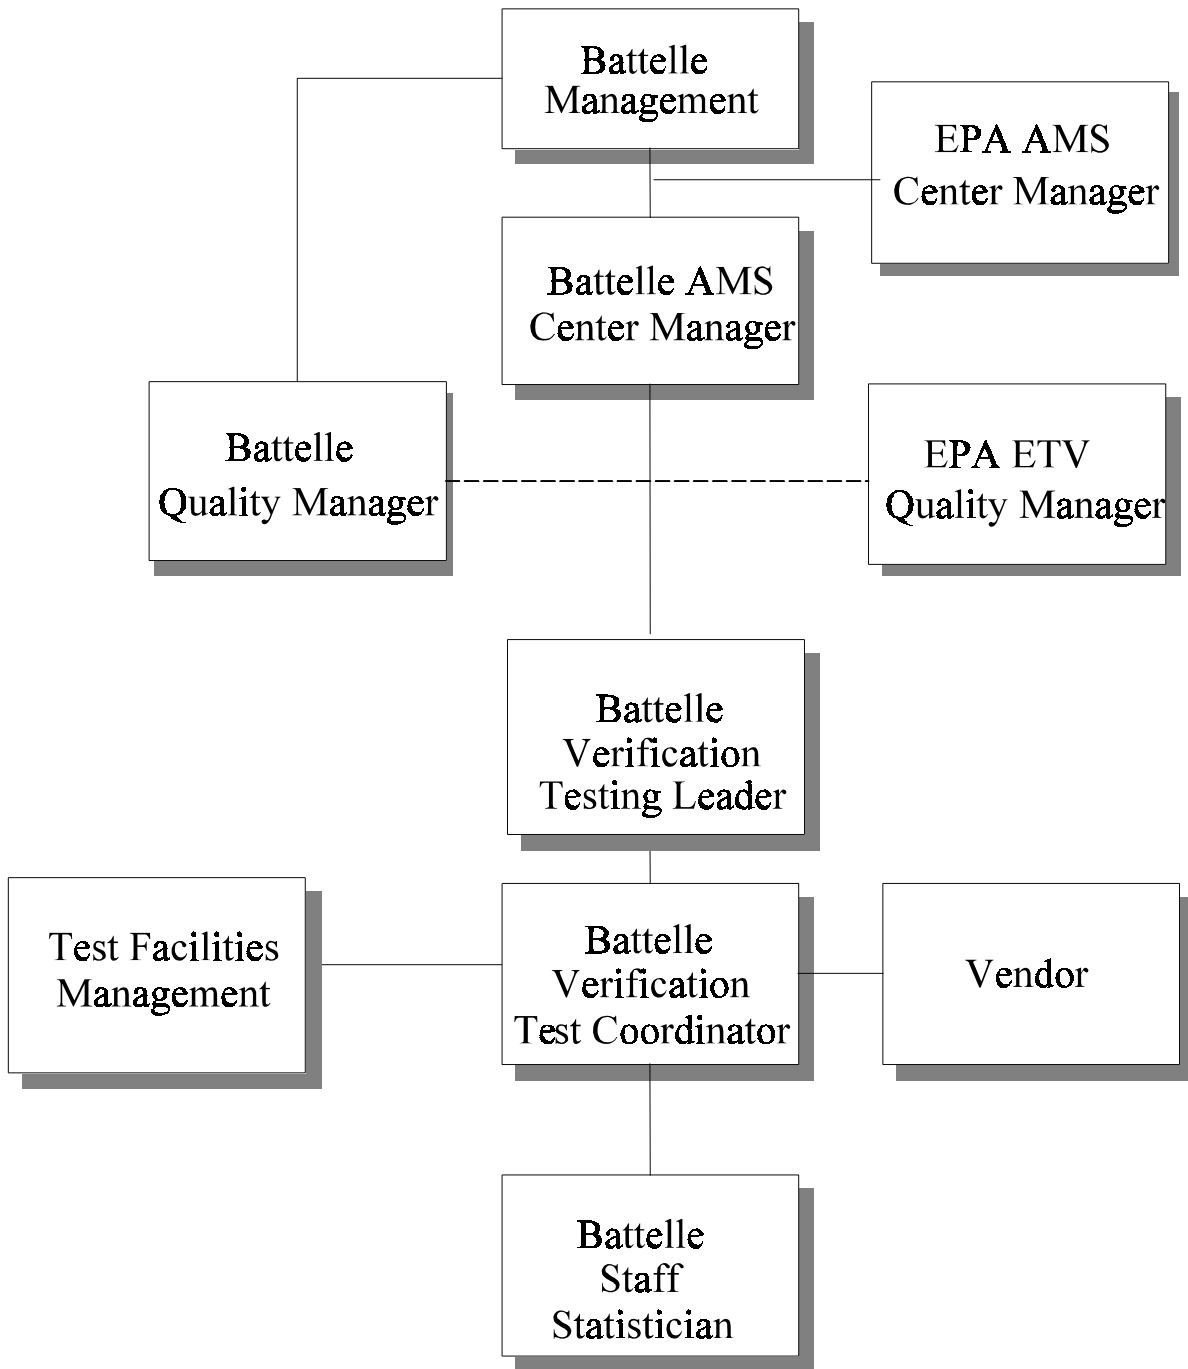 Battelle
Management
EPA AMS
Center Manager
Battelle AMS
Center Manager
Battelle
Quality Manager
EPA ETV
Quality Manager
Battelle
Verification
Testing Leader
Test Facilities
Management
Battelle
Verification
Test Coordinator
Vendor
Battelle
Staff
Statistician